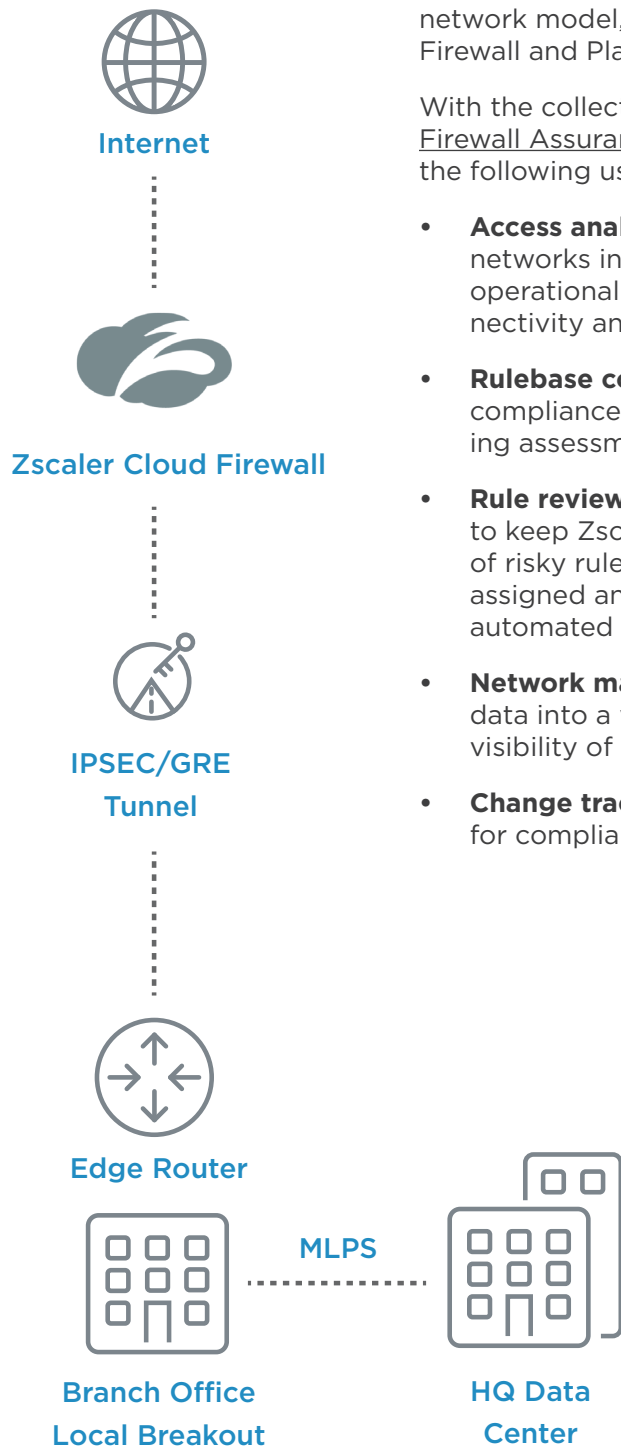 Internet
Zscaler Cloud Firewall
IPSEC/GRE
Tunnel
Edge Router
MLPS
Branch Office
Local Breakout
HQ Data
Center
network model,
Firewall and Pla
With the collect
Firewall Assuran
the following us
• Access anal
networks in
operational
nectivity an
• Rulebase co
compliance
ing assessm
• Rule review
to keep Zsc
of risky rule
assigned an
automated
• Network ma
data into a
visibility of
• Change trac
for complia